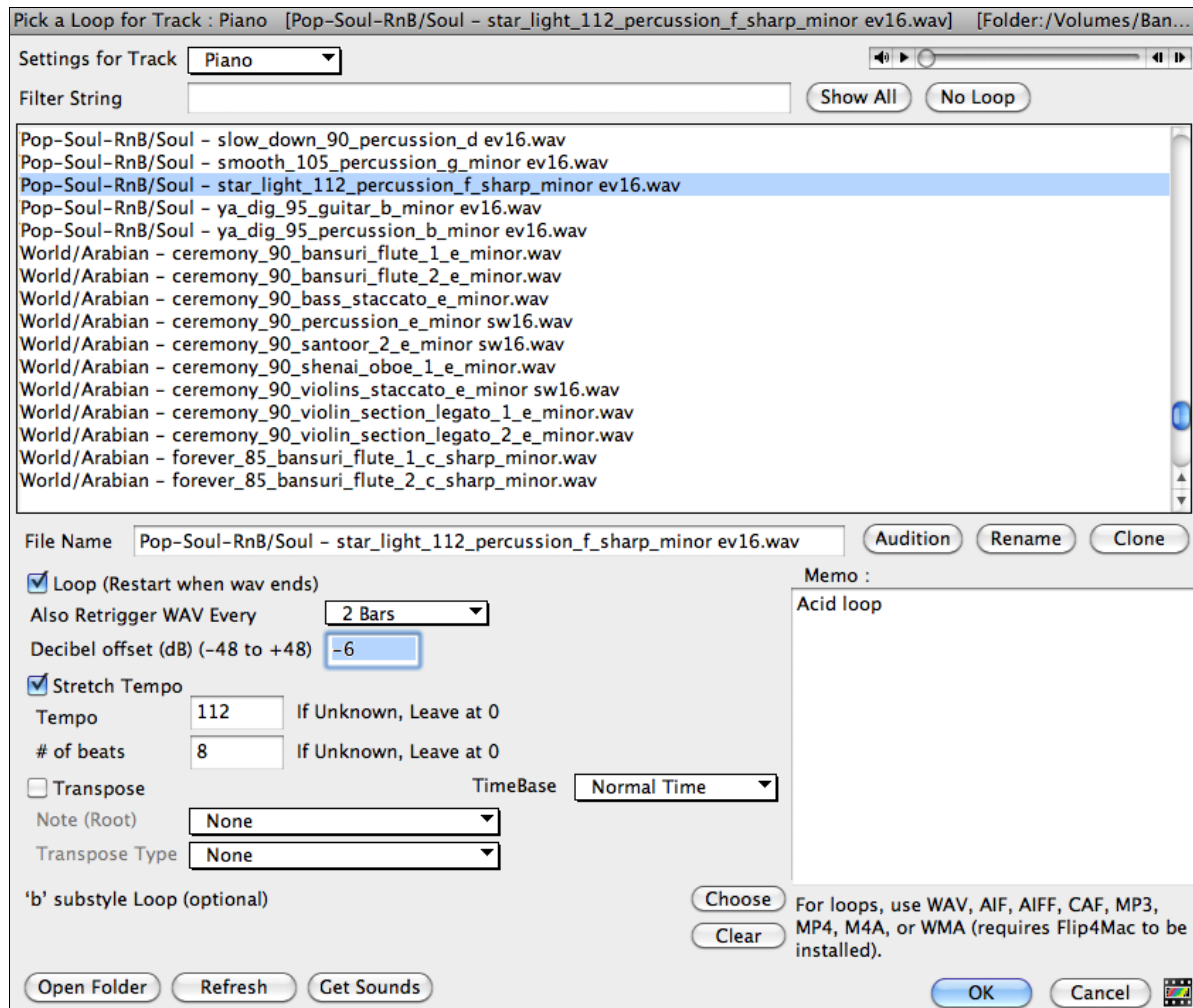 Pick a Loop for Track : Piano [Pop-Soul-RnB/Soul - star_light_112_percussion_f_sharp_minor ev16.wav] [Folder:/Volumes/Ban...
Settings for Track Piano
Filter String Show All No Loop
Pop-Soul-RnB/Soul - slow_down_90_percussion_d ev16.wav
Pop-Soul-RnB/Soul - smooth_105_percussion_g_minor ev16.wav
Pop-Soul-RnB/Soul - star_light_112_percussion_f_sharp_minor ev16.wav
Pop-Soul-RnB/Soul - ya_dig_95_guitar_b_minor ev16.wav
Pop-Soul-RnB/Soul - ya_dig_95_percussion_b_minor ev16.wav
World/Arabian - ceremony_90_bansuri_flute_1_e_minor.wav
World/Arabian - ceremony_90_bansuri_flute_2_e_minor.wav
World/Arabian - ceremony_90_bass_staccato_e_minor.wav
World/Arabian - ceremony_90_percussion_e_minor sw16.wav
World/Arabian - ceremony_90_santoor_2_e_minor sw16.wav
World/Arabian - ceremony_90_shenai_oboe_1_e_minor.wav
World/Arabian - ceremony_90_violins_staccato_e_minor sw16.wav
World/Arabian - ceremony_90_violin_section_legato_1_e_minor.wav
World/Arabian - ceremony_90_violin_section_legato_2_e_minor.wav
World/Arabian - forever_85_bansuri_flute_1_c_sharp_minor.wav
World/Arabian - forever_85_bansuri_flute_2_c_sharp_minor.wav
File Name Pop-Soul-RnB/Soul - star_light_112_percussion_f_sharp_minor ev16.wav Audition Rename Clone
Loop (Restart when wav ends)
Also Retrigger WAV Every 2 Bars
Decibel offset (dB) (-48 to +48) -6
Stretch Tempo
Tempo 112 If Unknown, Leave at 0
# of beats 8 If Unknown, Leave at 0
Transpose TimeBase Normal Time
Note (Root) None
Transpose Type None
'b' substyle Loop (optional) Choose
Clear
Memo :
Acid loop
For loops, use WAV, AIF, AIFF, CAF, MP3,
MP4, M4A, or WMA (requires Flip4Mac to be
installed).
Open Folder Refresh Get Sounds OK Cancel